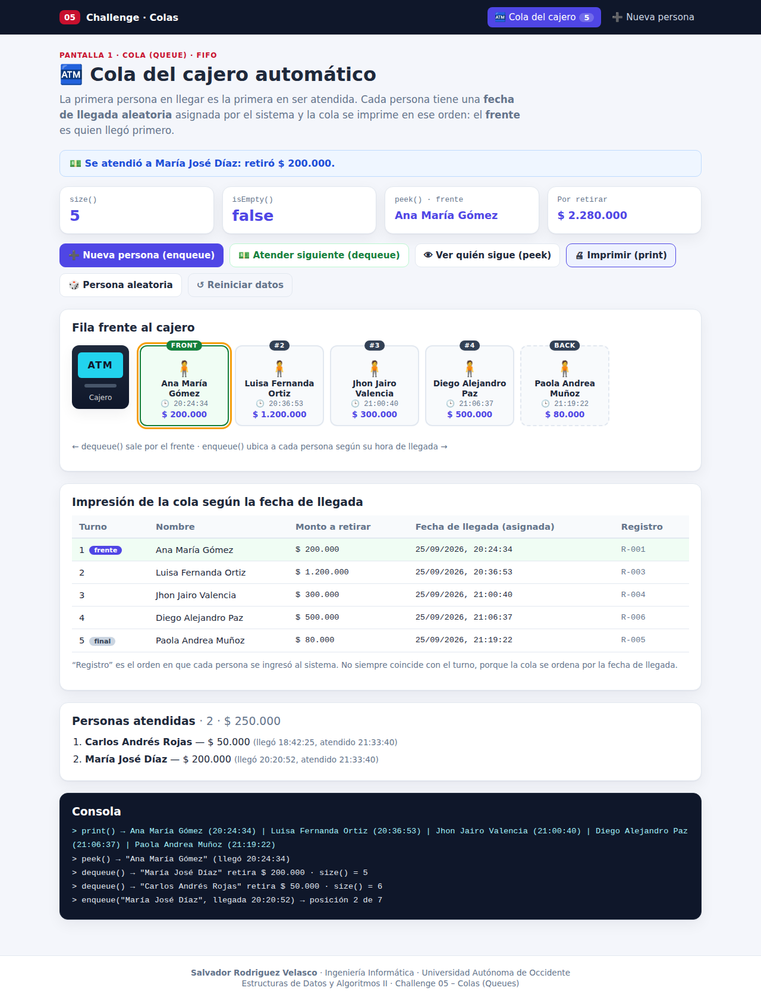 05 Challenge · Colas
🏧 Cola del cajero 5
➕ Nueva persona
PANTALLA 1 · COLA (QUEUE) · FIFO
🏧 Cola del cajero automático
La primera persona en llegar es la primera en ser atendida. Cada persona tiene una fecha
de llegada aleatoria asignada por el sistema y la cola se imprime en ese orden: el frente
es quien llegó primero.
💵 Se atendió a María José Díaz: retiró $ 200.000.
size()
5
isEmpty()
false
peek() · frente
Ana María Gómez
Por retirar
$ 2.280.000
➕ Nueva persona (enqueue)
💵 Atender siguiente (dequeue)
👁 Ver quién sigue (peek)
🖨 Imprimir (print)
🎲 Persona aleatoria
↺ Reiniciar datos
Fila frente al cajero
ATM
Cajero
FRONT
Ana María
Gómez
🕒 20:24:34
$ 200.000
#2
Luisa Fernanda
Ortiz
🕒 20:36:53
$ 1.200.000
#3
Jhon Jairo
Valencia
🕒 21:00:40
$ 300.000
#4
Diego Alejandro
Paz
🕒 21:06:37
$ 500.000
BACK
Paola Andrea
Muñoz
🕒 21:19:22
$ 80.000
← dequeue() sale por el frente · enqueue() ubica a cada persona según su hora de llegada →
Impresión de la cola según la fecha de llegada
Turno Nombre Monto a retirar Fecha de llegada (asignada) Registro
1 frente Ana María Gómez $ 200.000 25/09/2026, 20:24:34 R-001
2 Luisa Fernanda Ortiz $ 1.200.000 25/09/2026, 20:36:53 R-003
3 Jhon Jairo Valencia $ 300.000 25/09/2026, 21:00:40 R-004
4 Diego Alejandro Paz $ 500.000 25/09/2026, 21:06:37 R-006
5 final Paola Andrea Muñoz $ 80.000 25/09/2026, 21:19:22 R-005
“Registro” es el orden en que cada persona se ingresó al sistema. No siempre coincide con el turno, porque la cola se ordena por la fecha de llegada.
Personas atendidas · 2 · $ 250.000
1. Carlos Andrés Rojas — $ 50.000 (llegó 18:42:25, atendido 21:33:40)
2. María José Díaz — $ 200.000 (llegó 20:20:52, atendido 21:33:40)
Consola
> print() → Ana María Gómez (20:24:34) | Luisa Fernanda Ortiz (20:36:53) | Jhon Jairo Valencia (21:00:40) | Diego Alejandro Paz
(21:06:37) | Paola Andrea Muñoz (21:19:22)
> peek() → "Ana María Gómez" (llegó 20:24:34)
> dequeue() → "María José Díaz" retira $ 200.000 · size() = 5
> dequeue() → "Carlos Andrés Rojas" retira $ 50.000 · size() = 6
> enqueue("María José Díaz", llegada 20:20:52) → posición 2 de 7
Salvador Rodriguez Velasco · Ingeniería Informática · Universidad Autónoma de Occidente
Estructuras de Datos y Algoritmos II · Challenge 05 – Colas (Queues)